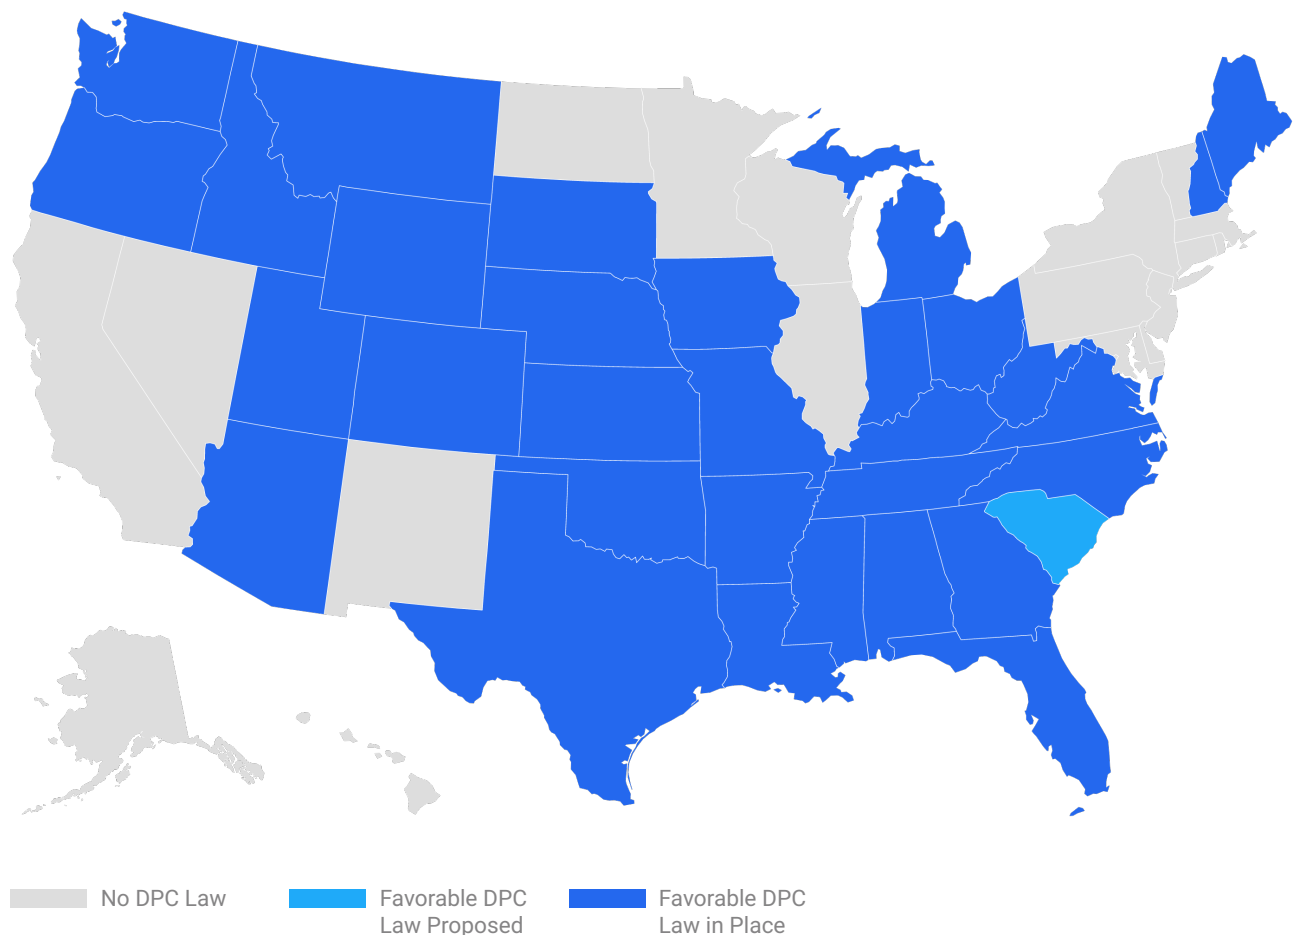 No DPC Law
Favorable DPC
Law Proposed
Favorable DPC
Law in Place